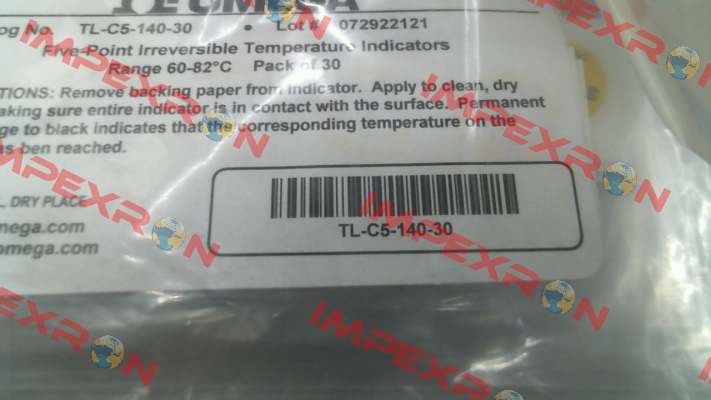 OMEGA
og No. TL-C5-140-30 • Lot # 072922121
Five-Point Irreversible Temperature Indicators
Range 60-82°C Pack of 30
TIONS: Remove backing paper from indicator. Apply to clean, dry
aking sure entire indicator is in contact with the surface. Permanent
ge to black indicates that the corresponding temperature on the
as ben reached.
, DRY PLACE
omega.com
omega.com
TL-C5-140-30
IMPEXRON
IMPEXRON
IMPEXRON
IMPEXRON
IMPEXRON
IMPEXRON